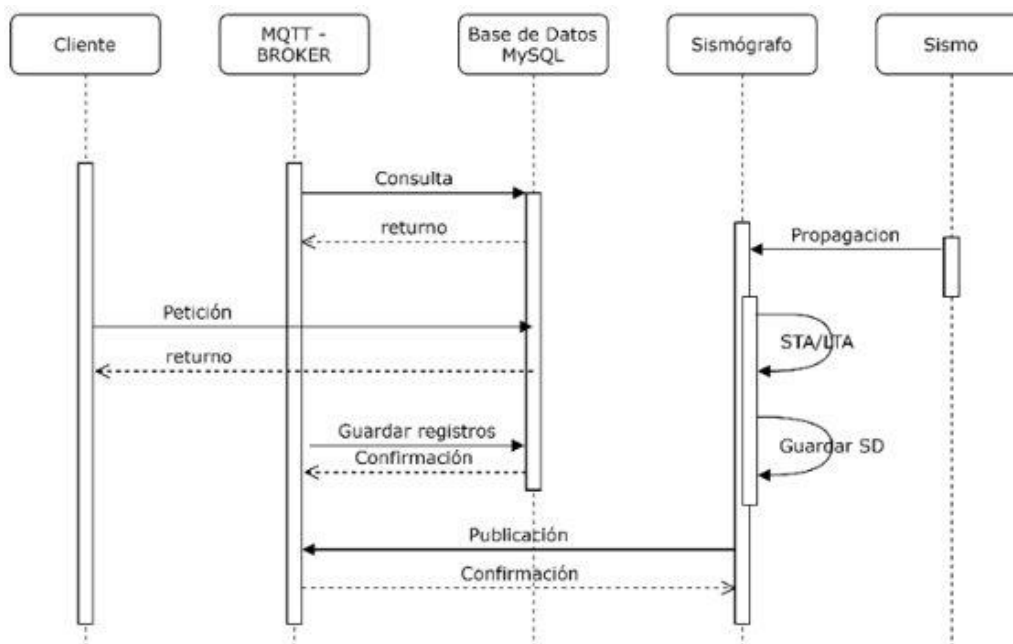 Cliente
MQTT -
BROKER
Base de Datos
MySQL
Sismógrafo
Sismo
Consulta
returno
Propagacion
Petición
STA/LTA
returno
Guardar registros
Guardar SD
Confirmación
Publicación
Confirmación